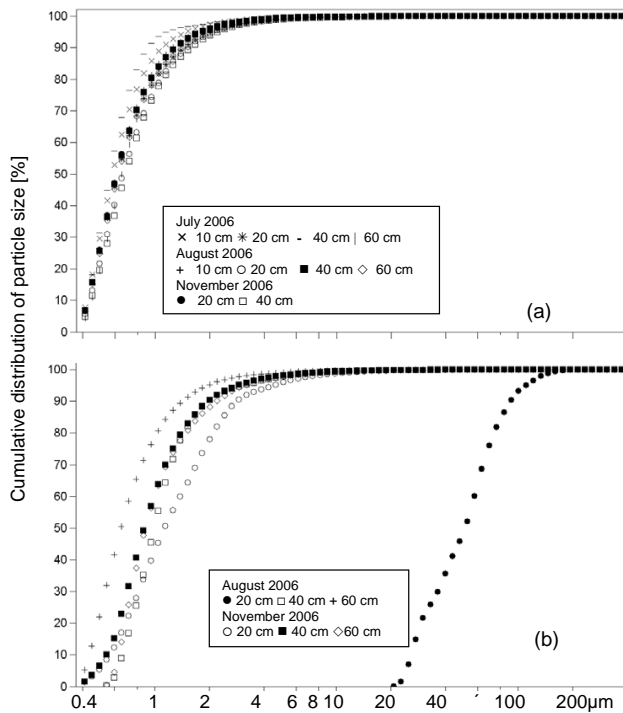 Cumulative distribution of particle size [%]
100
90
80
70
60
50
40
30
20
10
0
July 2006
× 10 cm ✳ 20 cm - 40 cm | 60 cm
August 2006
+ 10 cm ○ 20 cm ■ 40 cm ◇ 60 cm
November 2006
● 20 cm □ 40 cm
(a)
100
90
80
70
60
50
40
30
20
10
0
August 2006
● 20 cm □ 40 cm + 60 cm
November 2006
○ 20 cm ■ 40 cm ◇ 60 cm
(b)
0.4 1 2 4 6 8 10 20 40 100 200µm